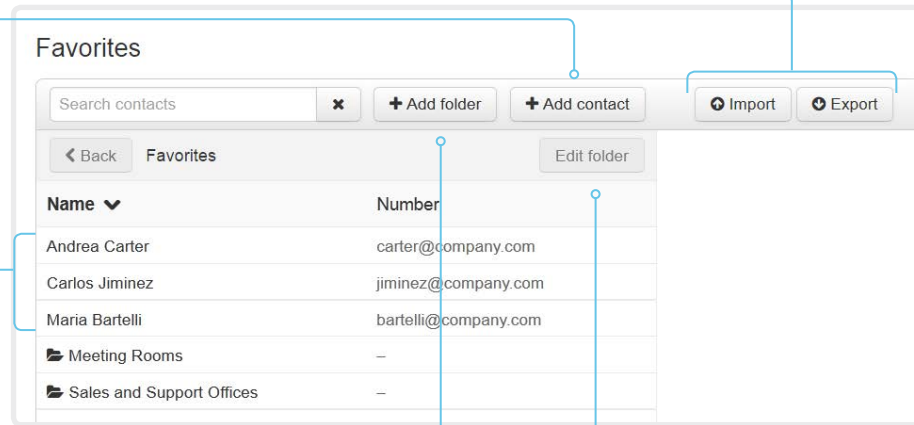 Favorites
Search contacts ✖ + Add folder + Add contact Import Export
Back Favorites Edit folder
Name Number
Andrea Carter carter@company.com
Carlos Jiminez jiminez@company.com
Maria Bartelli bartelli@company.com
Meeting Rooms –
Sales and Support Offices –